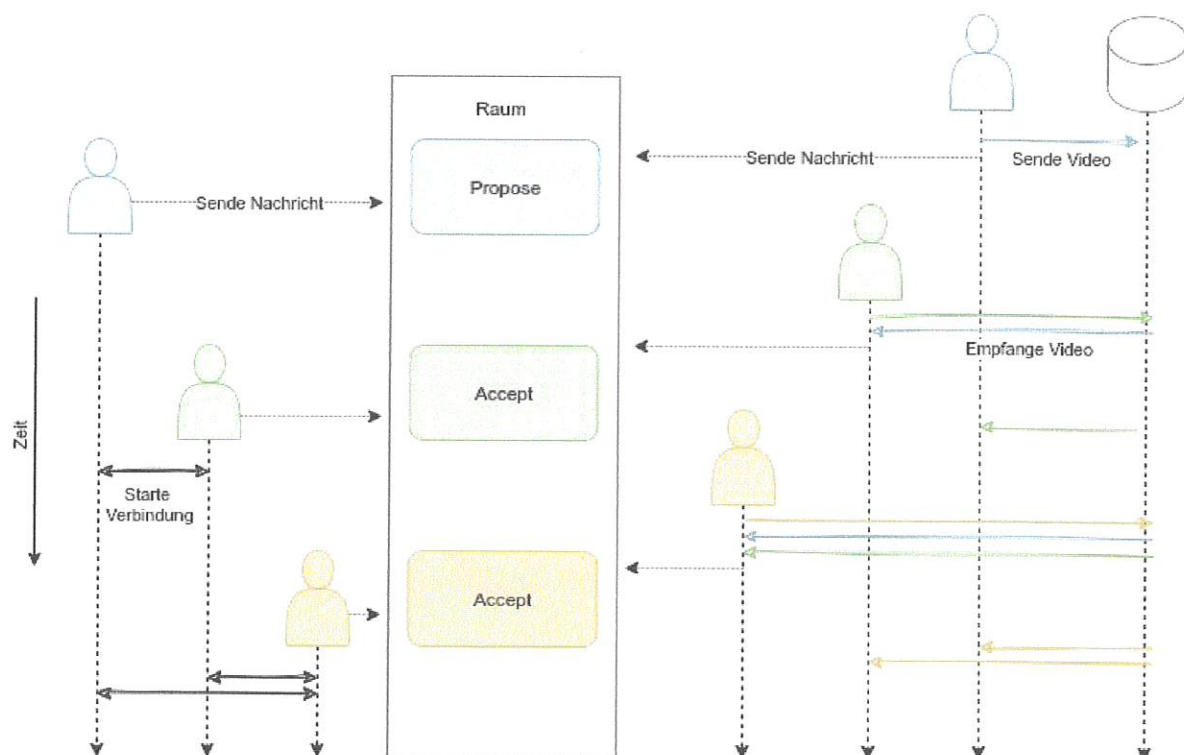 Raum
Sende Nachricht
Sende Video
Propose
Sende Nachricht
Empfange Video
Accept
Zeit
Starte
Verbindung
Accept